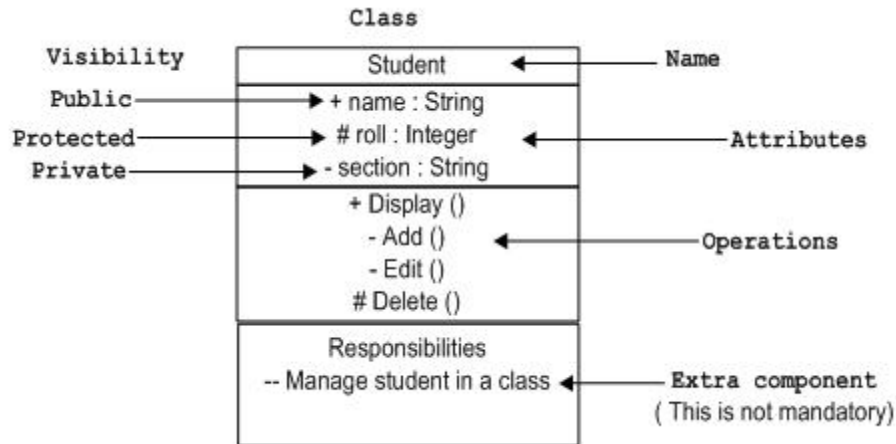 Class
Visibility
Student
Name
Public
+ name : String
Protected
# roll : Integer
Attributes
Private
- section : String
+ Display ()
- Add ()
Operations
- Edit ()
# Delete ()
Responsibilities
-- Manage student in a class
Extra component
( This is not mandatory)